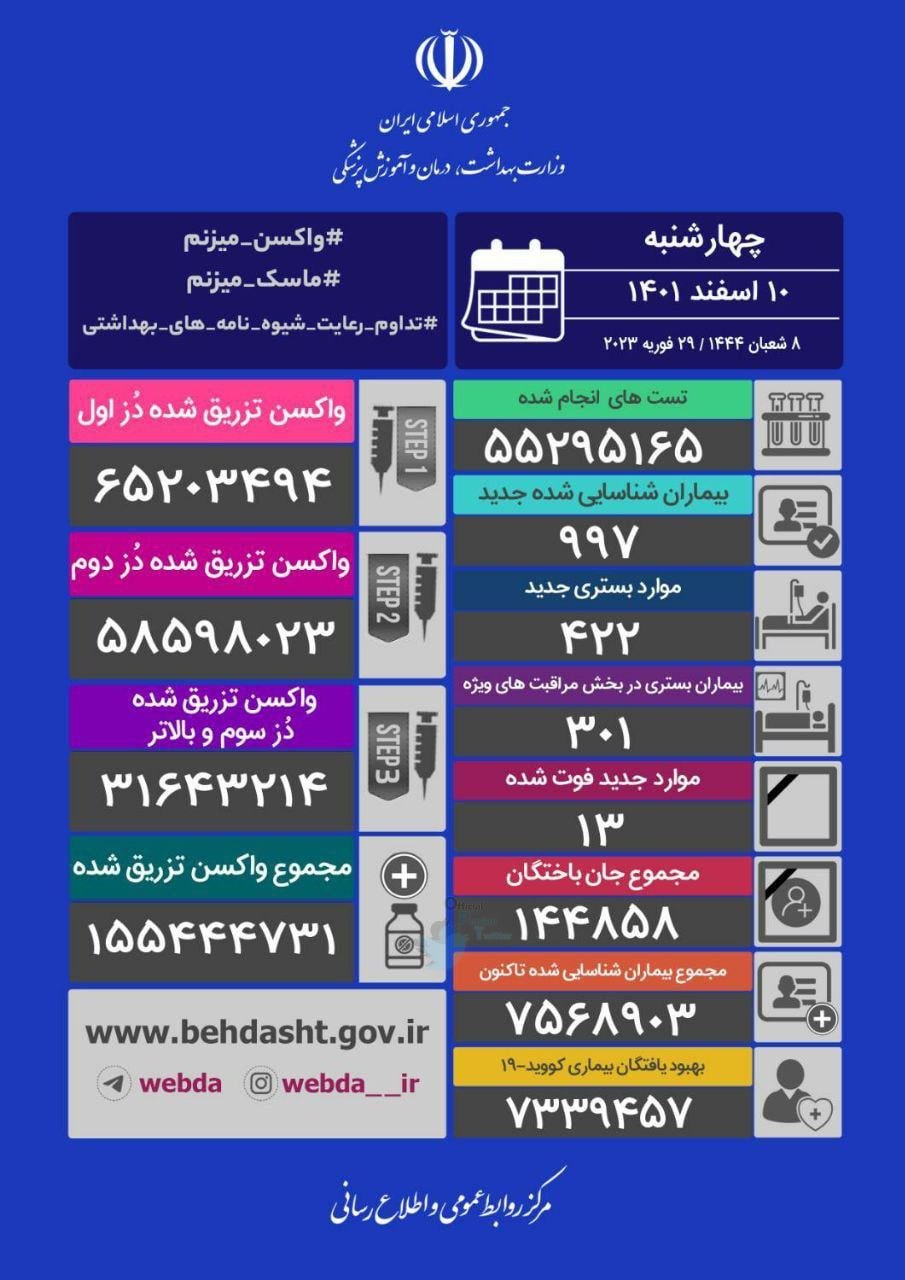 جمهوری اسلامی ایران
وزارت بهداشت، درمان و آموزش پزشکی
چهارشنبه
۱۰ اسفند ۱۴۰۱
۸ شعبان ۱۴۴۴ / ۲۹ فوریه ۲۰۲۳
#واکسن_میزنم
#ماسک_میزنم
#تداوم_رعایت_شیوه_نامه_های_بهداشتی
تست های انجام شده
۵۵۲۹۵۱۶۵
بیماران شناسایی شده جدید
۹۹۷
موارد بستری جدید
۴۲۲
بیماران بستری در بخش مراقبت های ویژه
۳۰۱
موارد جدید فوت شده
۱۳
مجموع جان باختگان
۱۴۴۸۵۸
مجموع بیماران شناسایی شده تاکنون
۷۵۶۸۹۰۳
بهبود یافتگان بیماری کووید-۱۹
۷۳۳۹۴۵۷
واکسن تزریق شده دُز اول
۶۵۲۰۳۴۹۴
STEP 1
واکسن تزریق شده دُز دوم
۵۸۵۹۸۰۲۳
STEP 2
واکسن تزریق شده
دُز سوم و بالاتر
۳۱۶۴۳۲۱۴
STEP 3
مجموع واکسن تزریق شده
۱۵۵۴۴۴۷۳۱
Official
www.behdasht.gov.ir
webda webda__ir
مرکز روابط عمومی و اطلاع رسانی